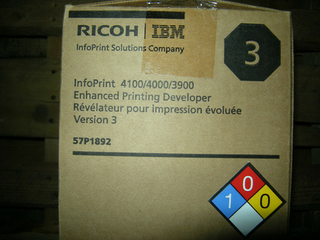 RICOH IBM
InfoPrint Solutions Company
3
InfoPrint 4100/4000/3900
Enhanced Printing Developer
Révélateur pour impression évoluée
Version 3
57P1892
0
1 0